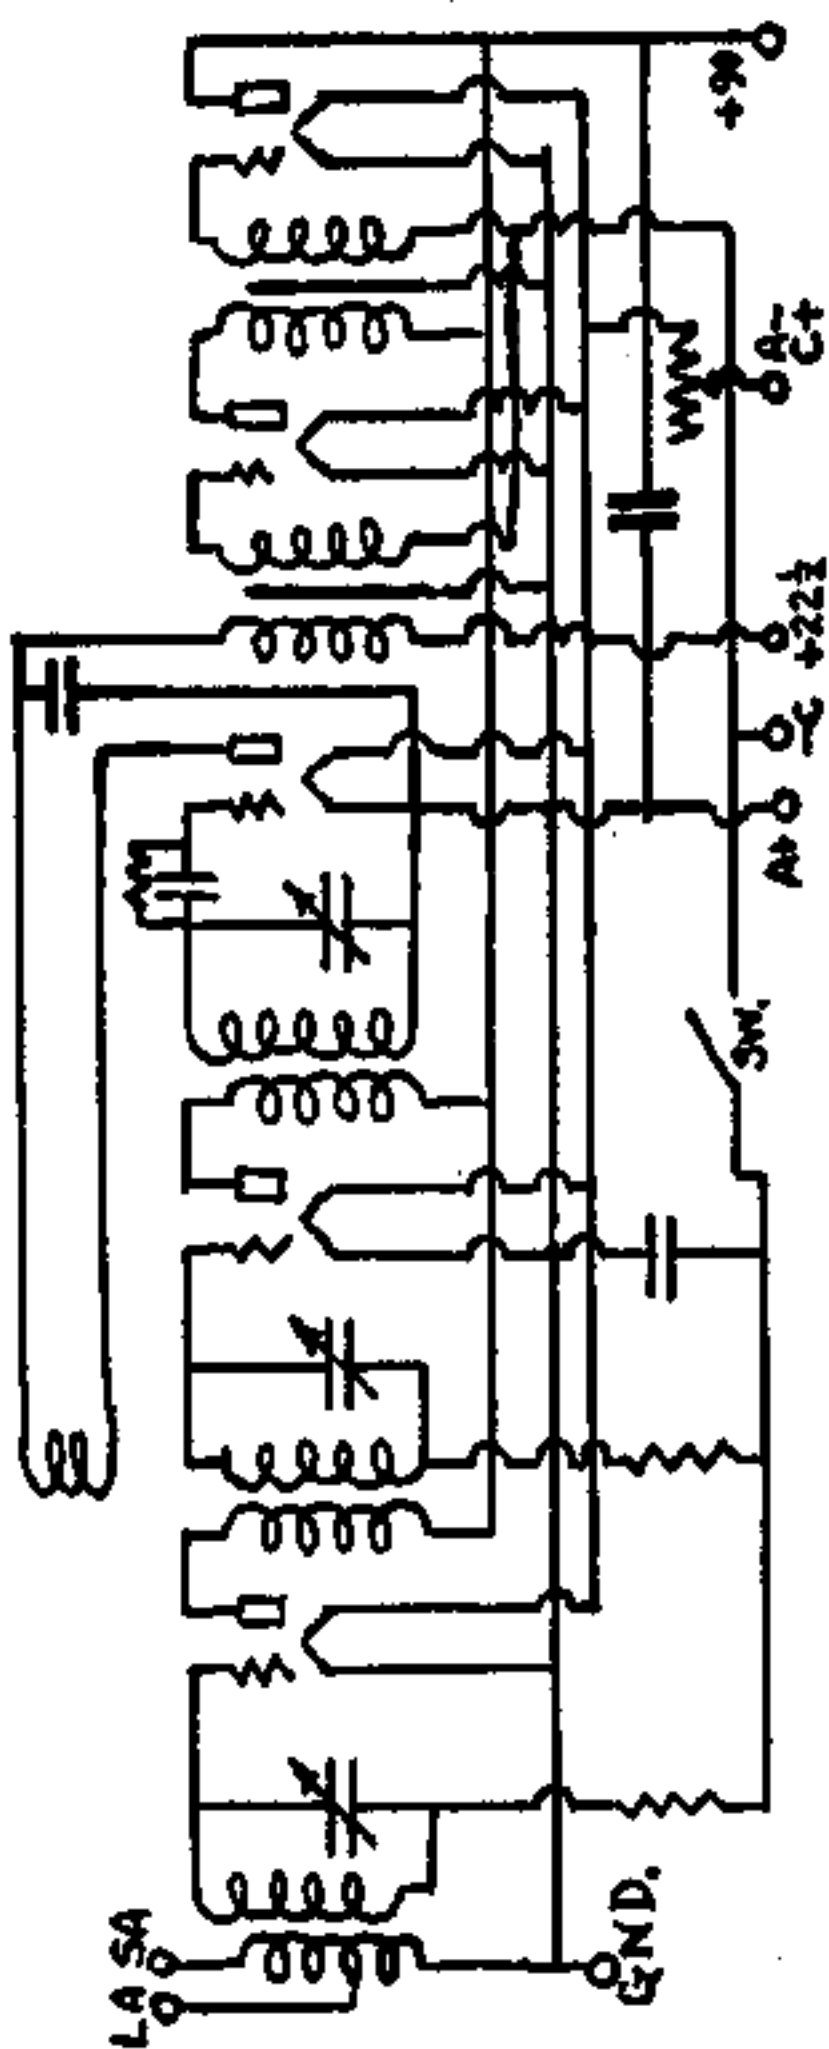 LA
SA
GND.
SW.
A+
-C
+22½
A-
C+
+90